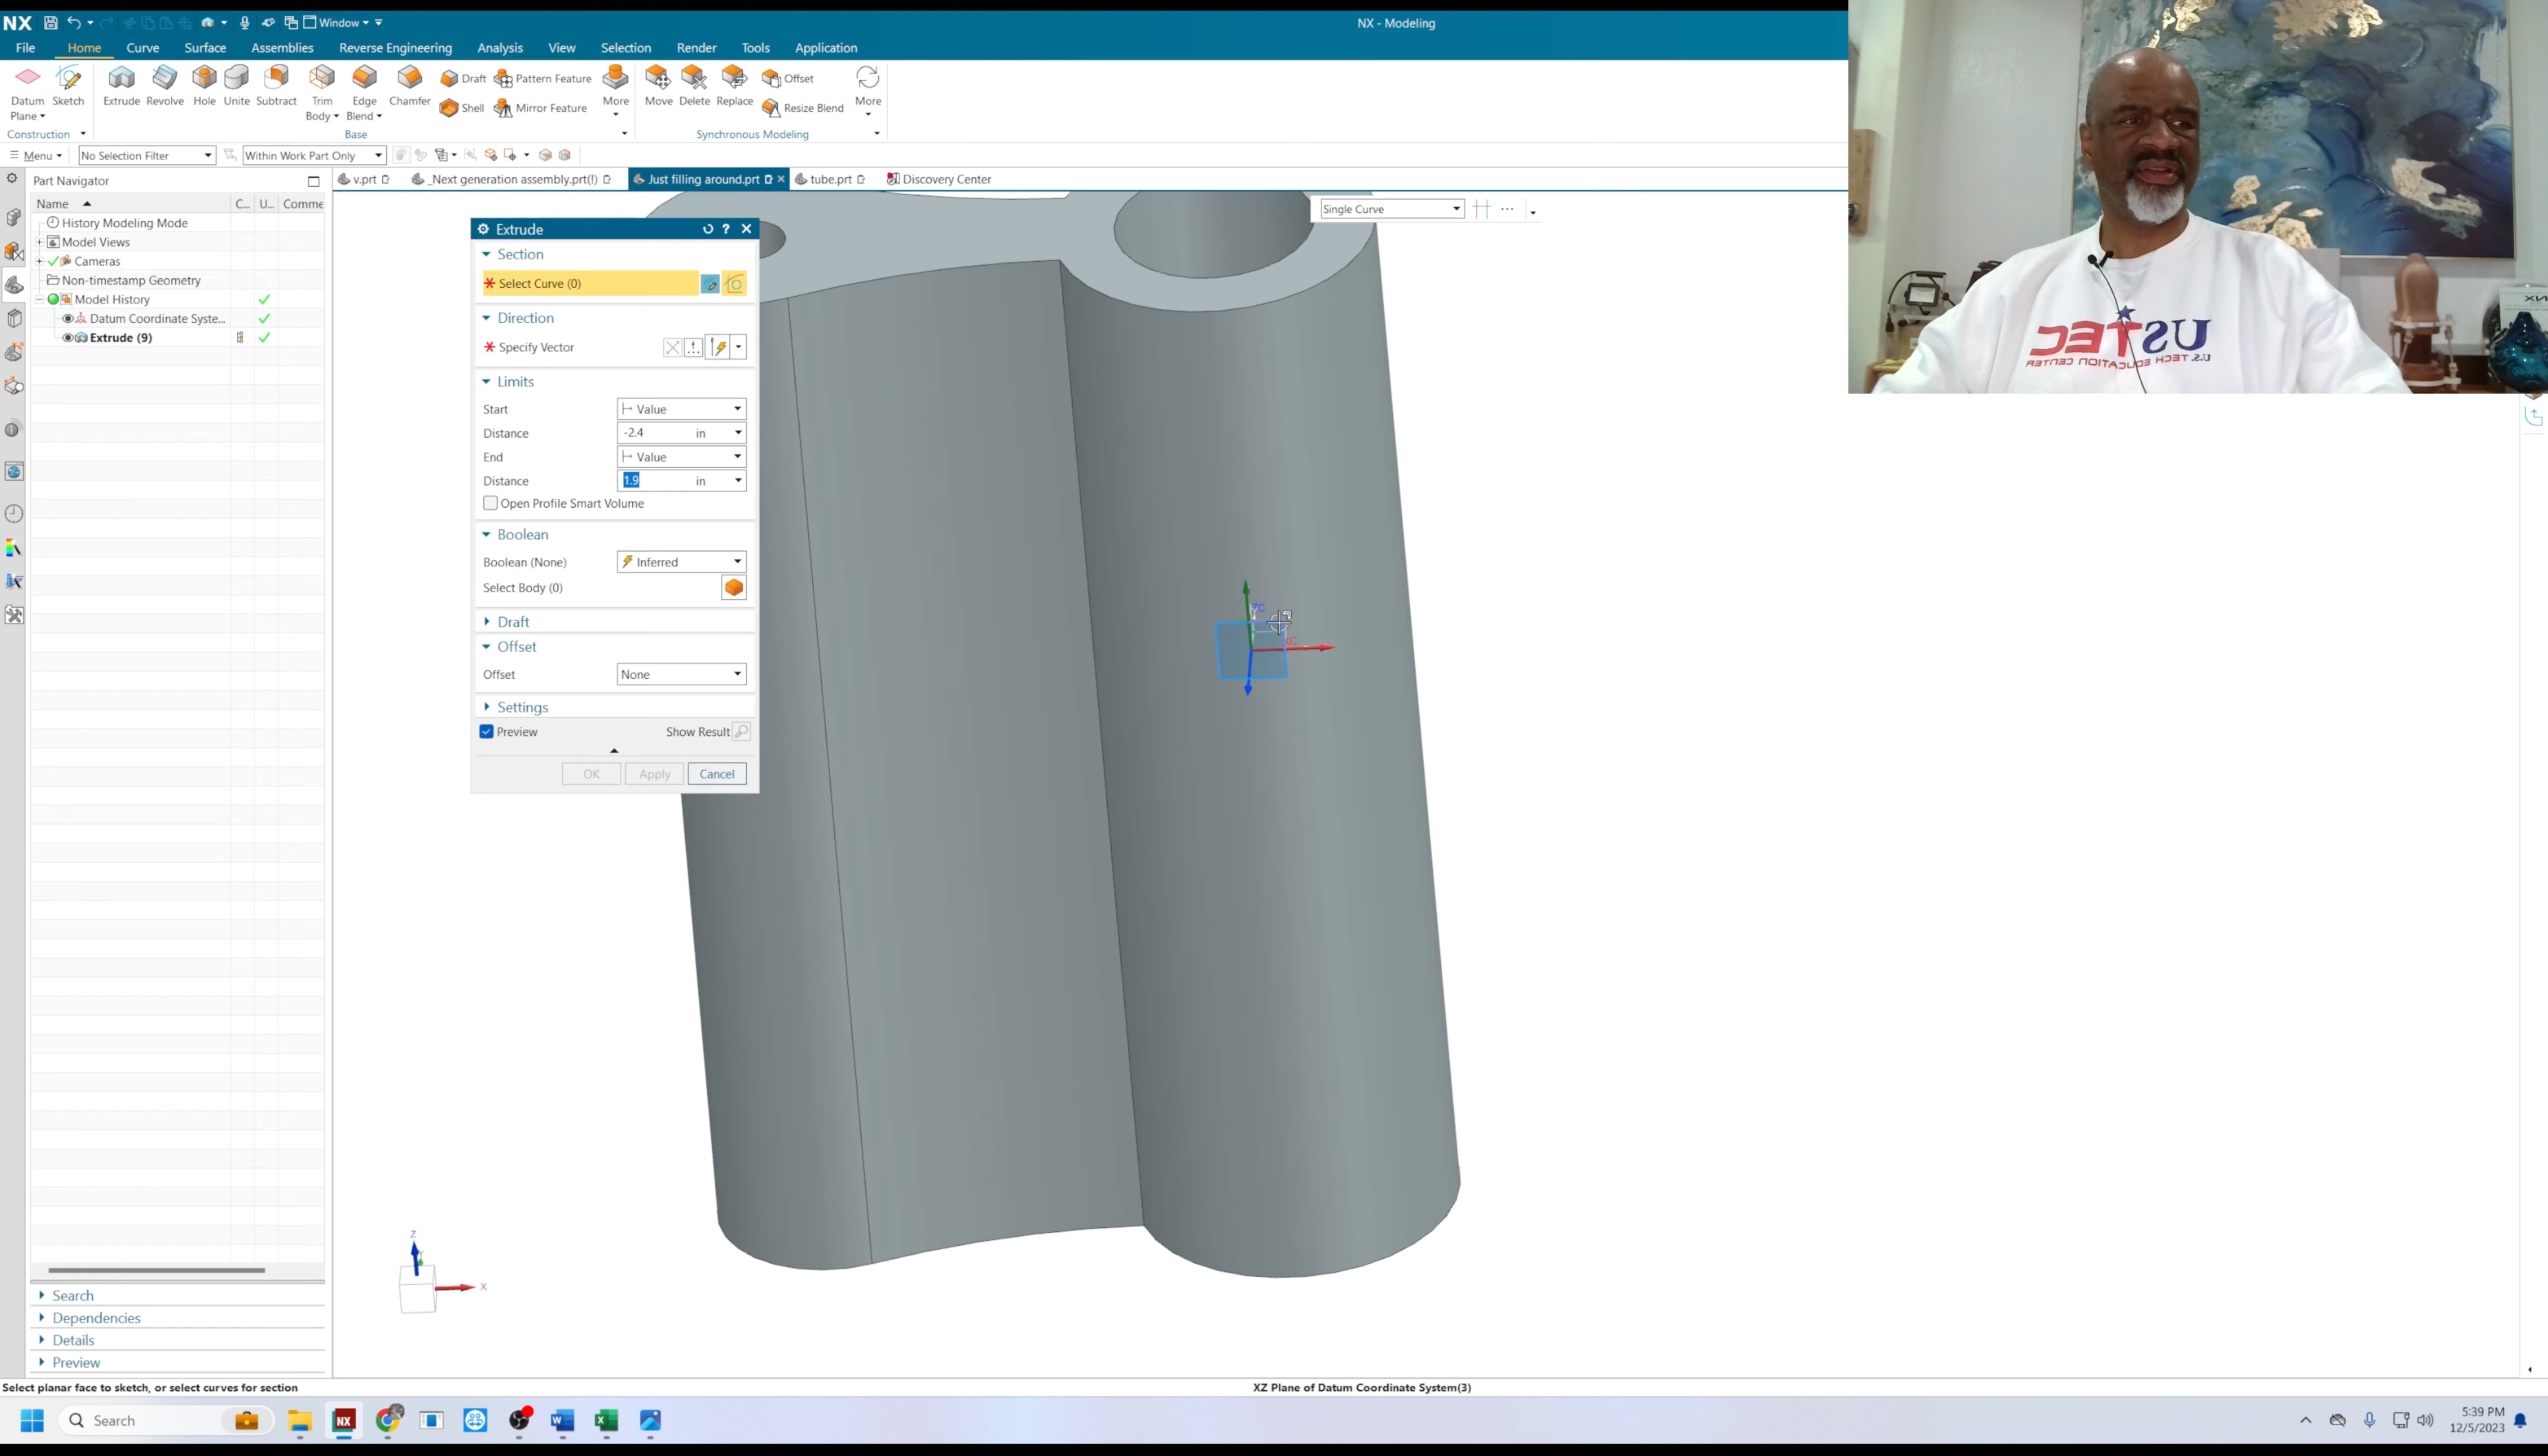 NX
Window
NX - Modeling
File Home Curve Surface Assemblies Reverse Engineering Analysis View Selection Render Tools Application
Datum Plane Sketch
Extrude Revolve Hole Unite Subtract Trim Body Edge Blend Chamfer
Draft Pattern Feature
Shell Mirror Feature
More
Move Delete Replace
Offset
Resize Blend
More
Construction Base Synchronous Modeling
Menu No Selection Filter Within Work Part Only
Part Navigator
Name C... U... Comme
History Modeling Mode
Model Views
Cameras
Non-timestamp Geometry
Model History
Datum Coordinate Syste...
Extrude (9)
v.prt _Next generation assembly.prt(!) Just filling around.prt tube.prt Discovery Center
Single Curve
Extrude
Section
* Select Curve (0)
Direction
* Specify Vector
Limits
Start Value
Distance -2.4 in
End Value
Distance 1.9 in
Open Profile Smart Volume
Boolean
Boolean (None) Inferred
Select Body (0)
Draft
Offset
Offset None
Settings
Preview Show Result
OK Apply Cancel
Z
Y
X
USTEC
U.S. TECH EDUCATION CENTER
NX
Search
Dependencies
Details
Preview
Select planar face to sketch, or select curves for section
XZ Plane of Datum Coordinate System(3)
Search
NX
5:39 PM
12/5/2023